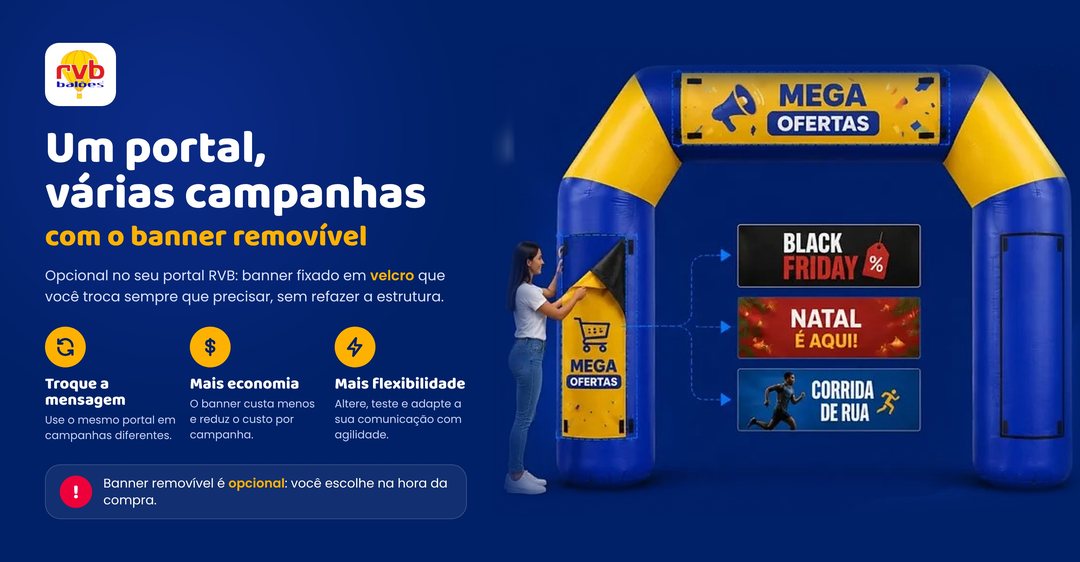 rvb
balões
Um portal,
várias campanhas
com o banner removível
Opcional no seu portal RVB: banner fixado em velcro que
você troca sempre que precisar, sem refazer a estrutura.
Troque a
mensagem
Use o mesmo portal em
campanhas diferentes.
$
Mais economia
O banner custa menos
e reduz o custo por
campanha.
Mais flexibilidade
Altere, teste e adapte a
sua comunicação com
agilidade.
!
Banner removível é opcional: você escolhe na hora da
compra.
MEGÀ
OFERTAS
MEGA
OFERTAS
BLACK
FRIDAY
%
NATAL
É AQUI!
CORRIDA
DE RUA